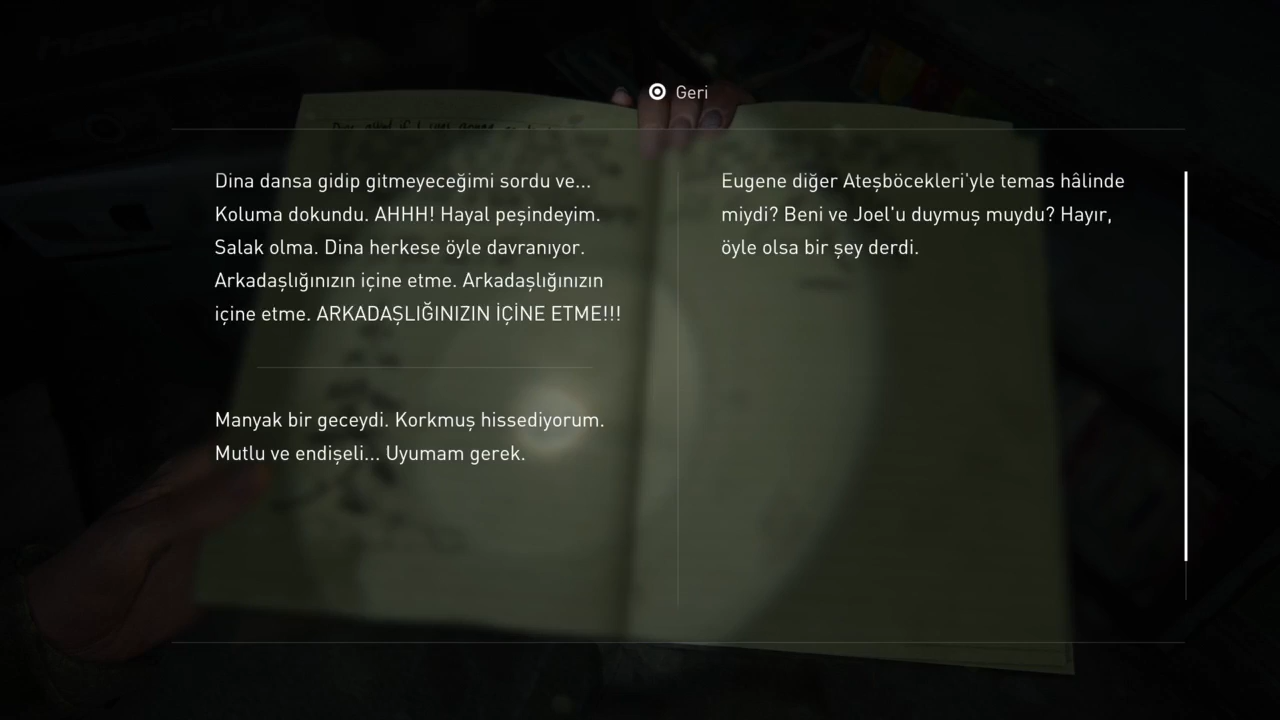 Geri
Dina dansa gidip gitmeyeceğimi sordu ve...
Koluma dokundu. AHHH! Hayal peşindeyim.
Salak olma. Dina herkese öyle davranıyor.
Arkadaşlığınızın içine etme. Arkadaşlığınızın
içine etme. ARKADAŞLIĞINIZIN İÇİNE ETME!!!
Manyak bir geceydi. Korkmuş hissediyorum.
Mutlu ve endişeli... Uyumam gerek.
Eugene diğer Ateşböcekleri'yle temas hâlinde
miydi? Beni ve Joel'u duymuş muydu? Hayır,
öyle olsa bir şey derdi.